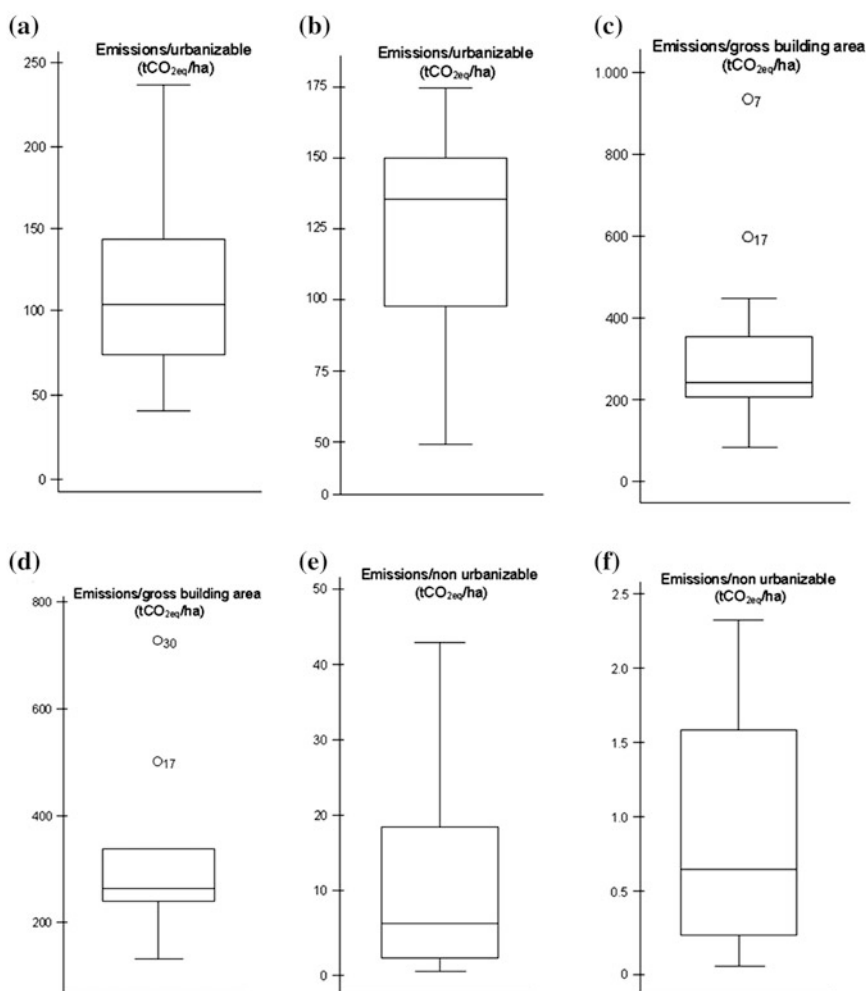 (a)
Emissions/urbanizable
(tCO2eq/ha)
250
200
150
100
50
0
(b)
Emissions/urbanizable
(tCO2eq/ha)
175
150
125
100
75
50
0
(c)
Emissions/gross building area
(tCO2eq/ha)
1.000
800
600
400
200
0
7
17
(d)
Emissions/gross building area
(tCO2eq/ha)
800
600
400
200
30
17
(e)
Emissions/non urbanizable
(tCO2eq/ha)
50
40
30
20
10
0
(f)
Emissions/non urbanizable
(tCO2eq/ha)
2.5
2.0
1.5
1.0
0.5
0